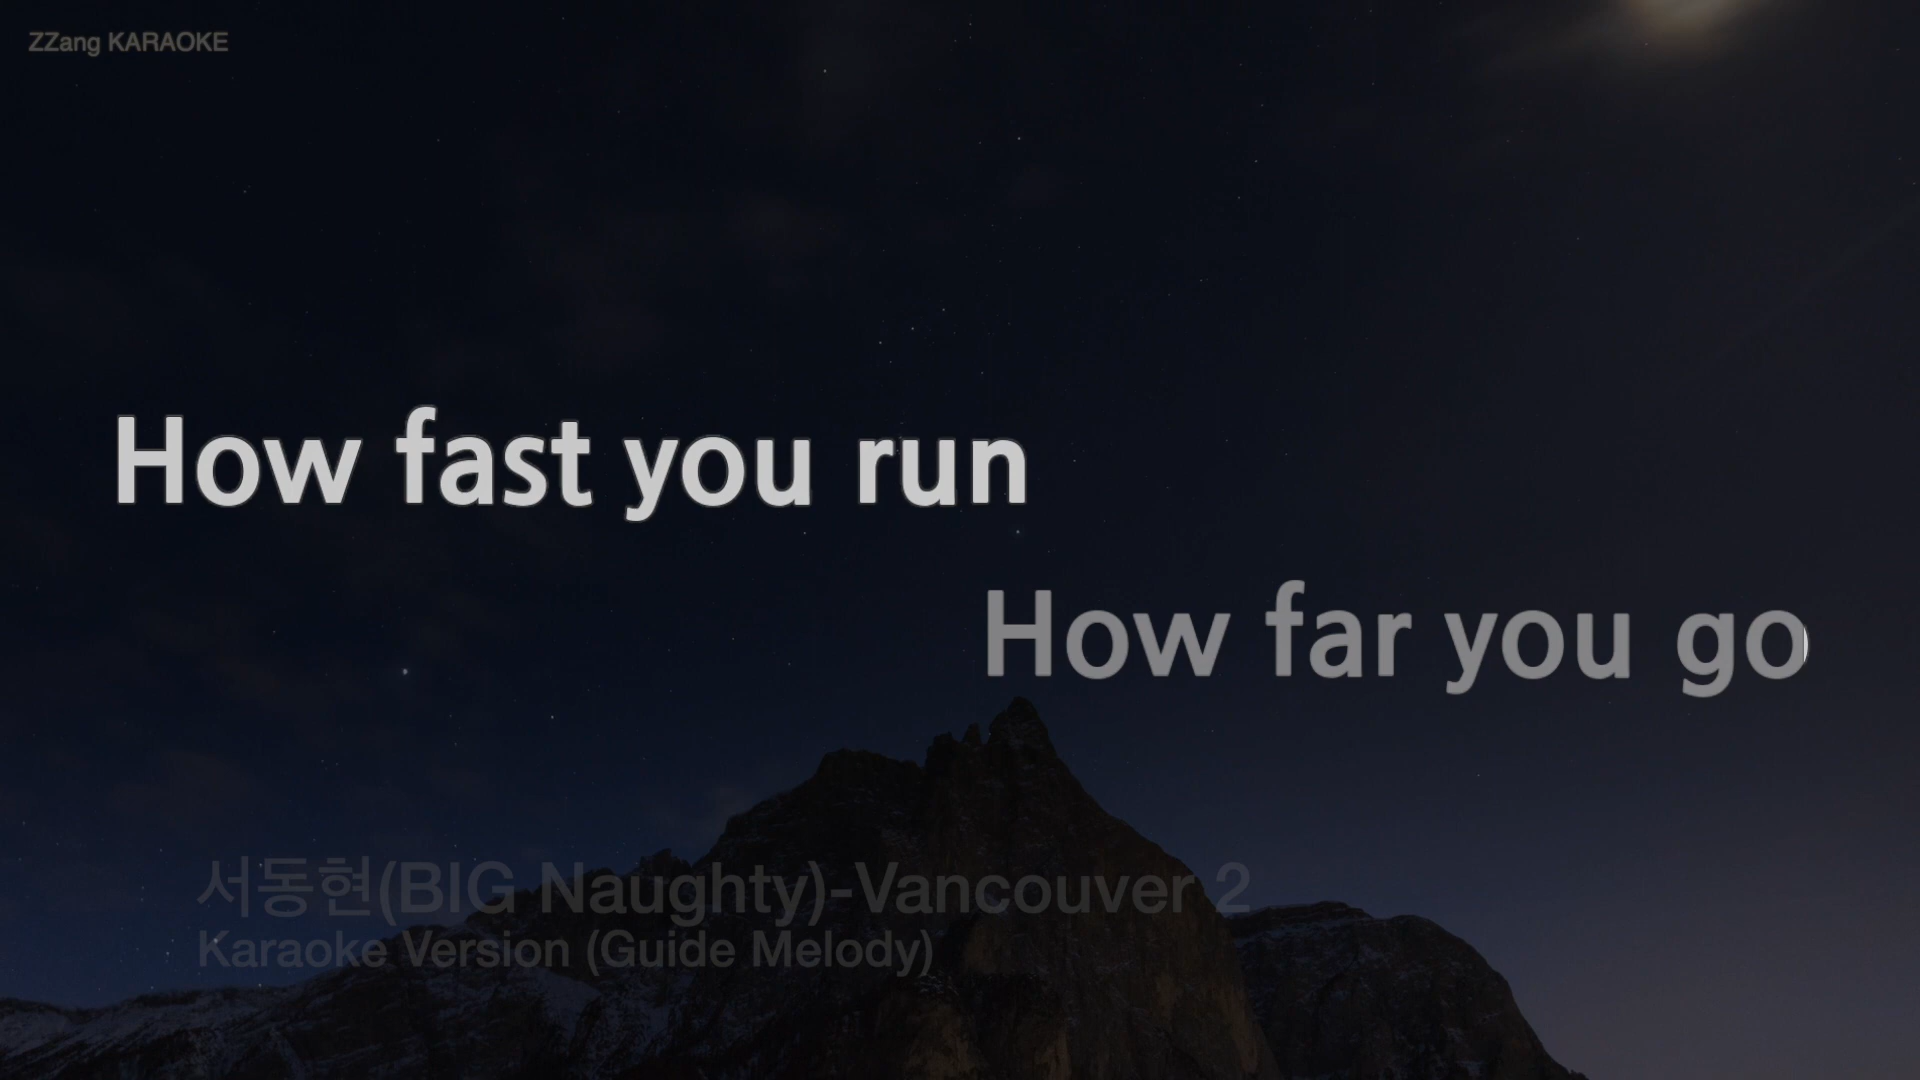 ZZang KARAOKE
How fast you run
How far you go
서동현(BIG Naughty)-Vancouver 2
Karaoke Version (Guide Melody)